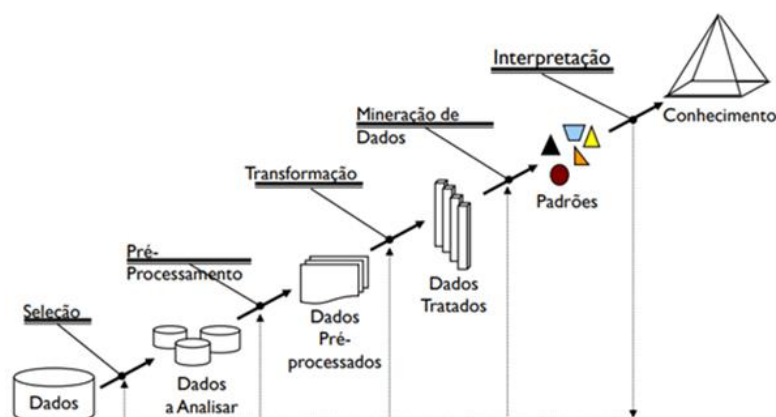 Interpretação
Conhecimento
Mineração de
Dados
Padrões
Transformação
Dados
Tratados
Pré-
Processamento
Dados
Pré-
processados
Seleção
Dados
a Analisar
Dados